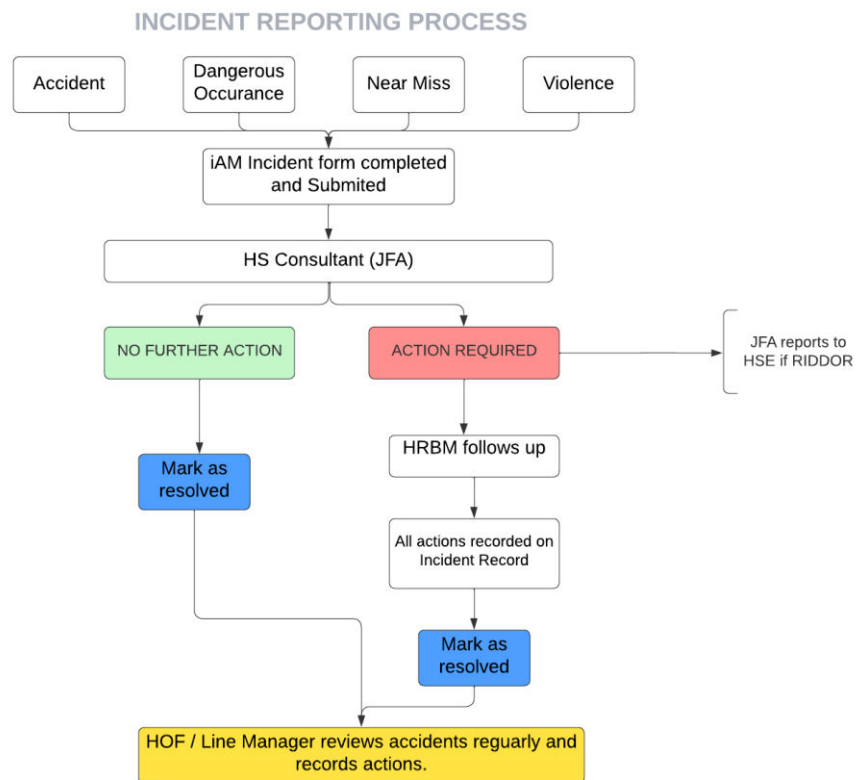 INCIDENT REPORTING PROCESS
Accident
Dangerous
Occurance
Near Miss
Violence
iAM Incident form completed
and Submited
HS Consultant (JFA)
NO FURTHER ACTION
ACTION REQUIRED
JFA reports to
HSE if RIDDOR
HRBM follows up
Mark as
resolved
All actions recorded on
Incident Record
Mark as
resolved
HOF / Line Manager reviews accidents reguarly and
records actions.